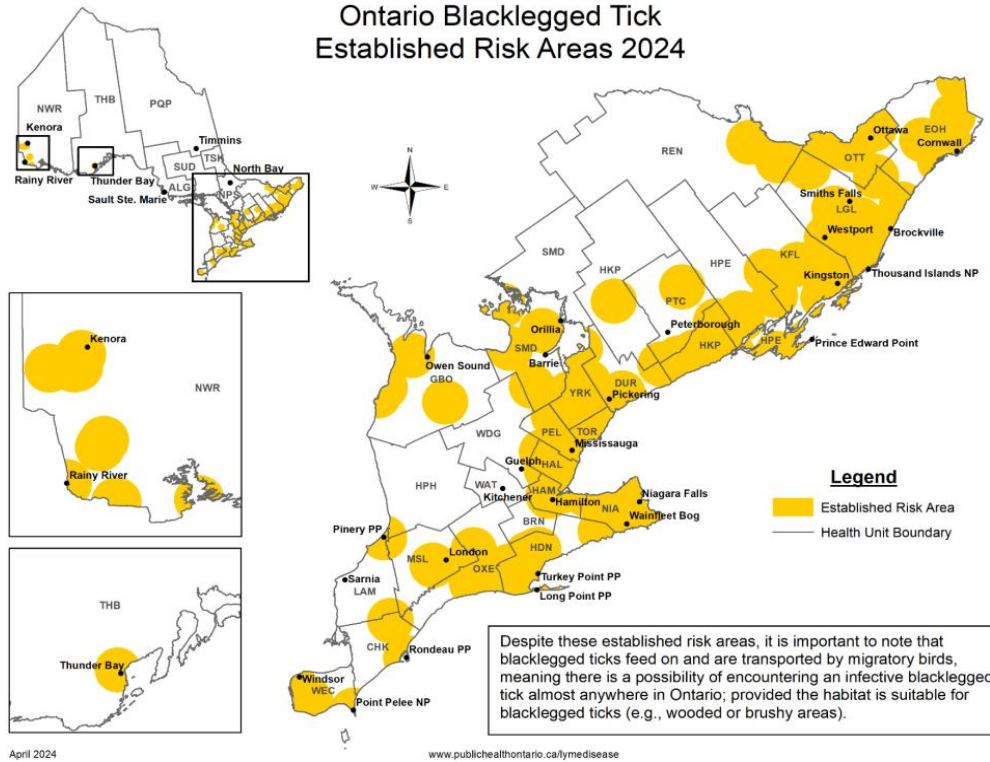 Ontario Blacklegged Tick
Established Risk Areas 2024
NWR
THB
PQP
Kenora
Timmins
TSK
SUD
North Bay
Rainy River
Thunder Bay
ALG
NPS
Sault Ste. Marie
N
W
E
S
REN
Ottawa
EOH
Cornwall
OTT
Smiths Falls
LGL
Westport
Brockville
KFL
Kingston
Thousand Islands NP
SMD
HKP
HPE
PTC
Peterborough
HKP
HPE
Prince Edward Point
Orillia
SMD
Barrie
Owen Sound
GBO
YRK
DUR
Pickering
WDG
PEL
TOR
Mississauga
Guelph
HAL
HPH
WAT
Kitchener
HAM
Hamilton
NIA
Niagara Falls
Wainfleet Bog
BRN
Pinery PP
MSL
London
OXE
HDN
Turkey Point PP
Long Point PP
Sarnia
LAM
CHK
Rondeau PP
Windsor
WEC
Point Pelee NP
Kenora
NWR
Rainy River
THB
Thunder Bay
Legend
Established Risk Area
Health Unit Boundary
Despite these established risk areas, it is important to note that
blacklegged ticks feed on and are transported by migratory birds,
meaning there is a possibility of encountering an infective blacklegged
tick almost anywhere in Ontario; provided the habitat is suitable for
blacklegged ticks (e.g., wooded or brushy areas).
April 2024
www.publichealthontario.ca/lymedisease